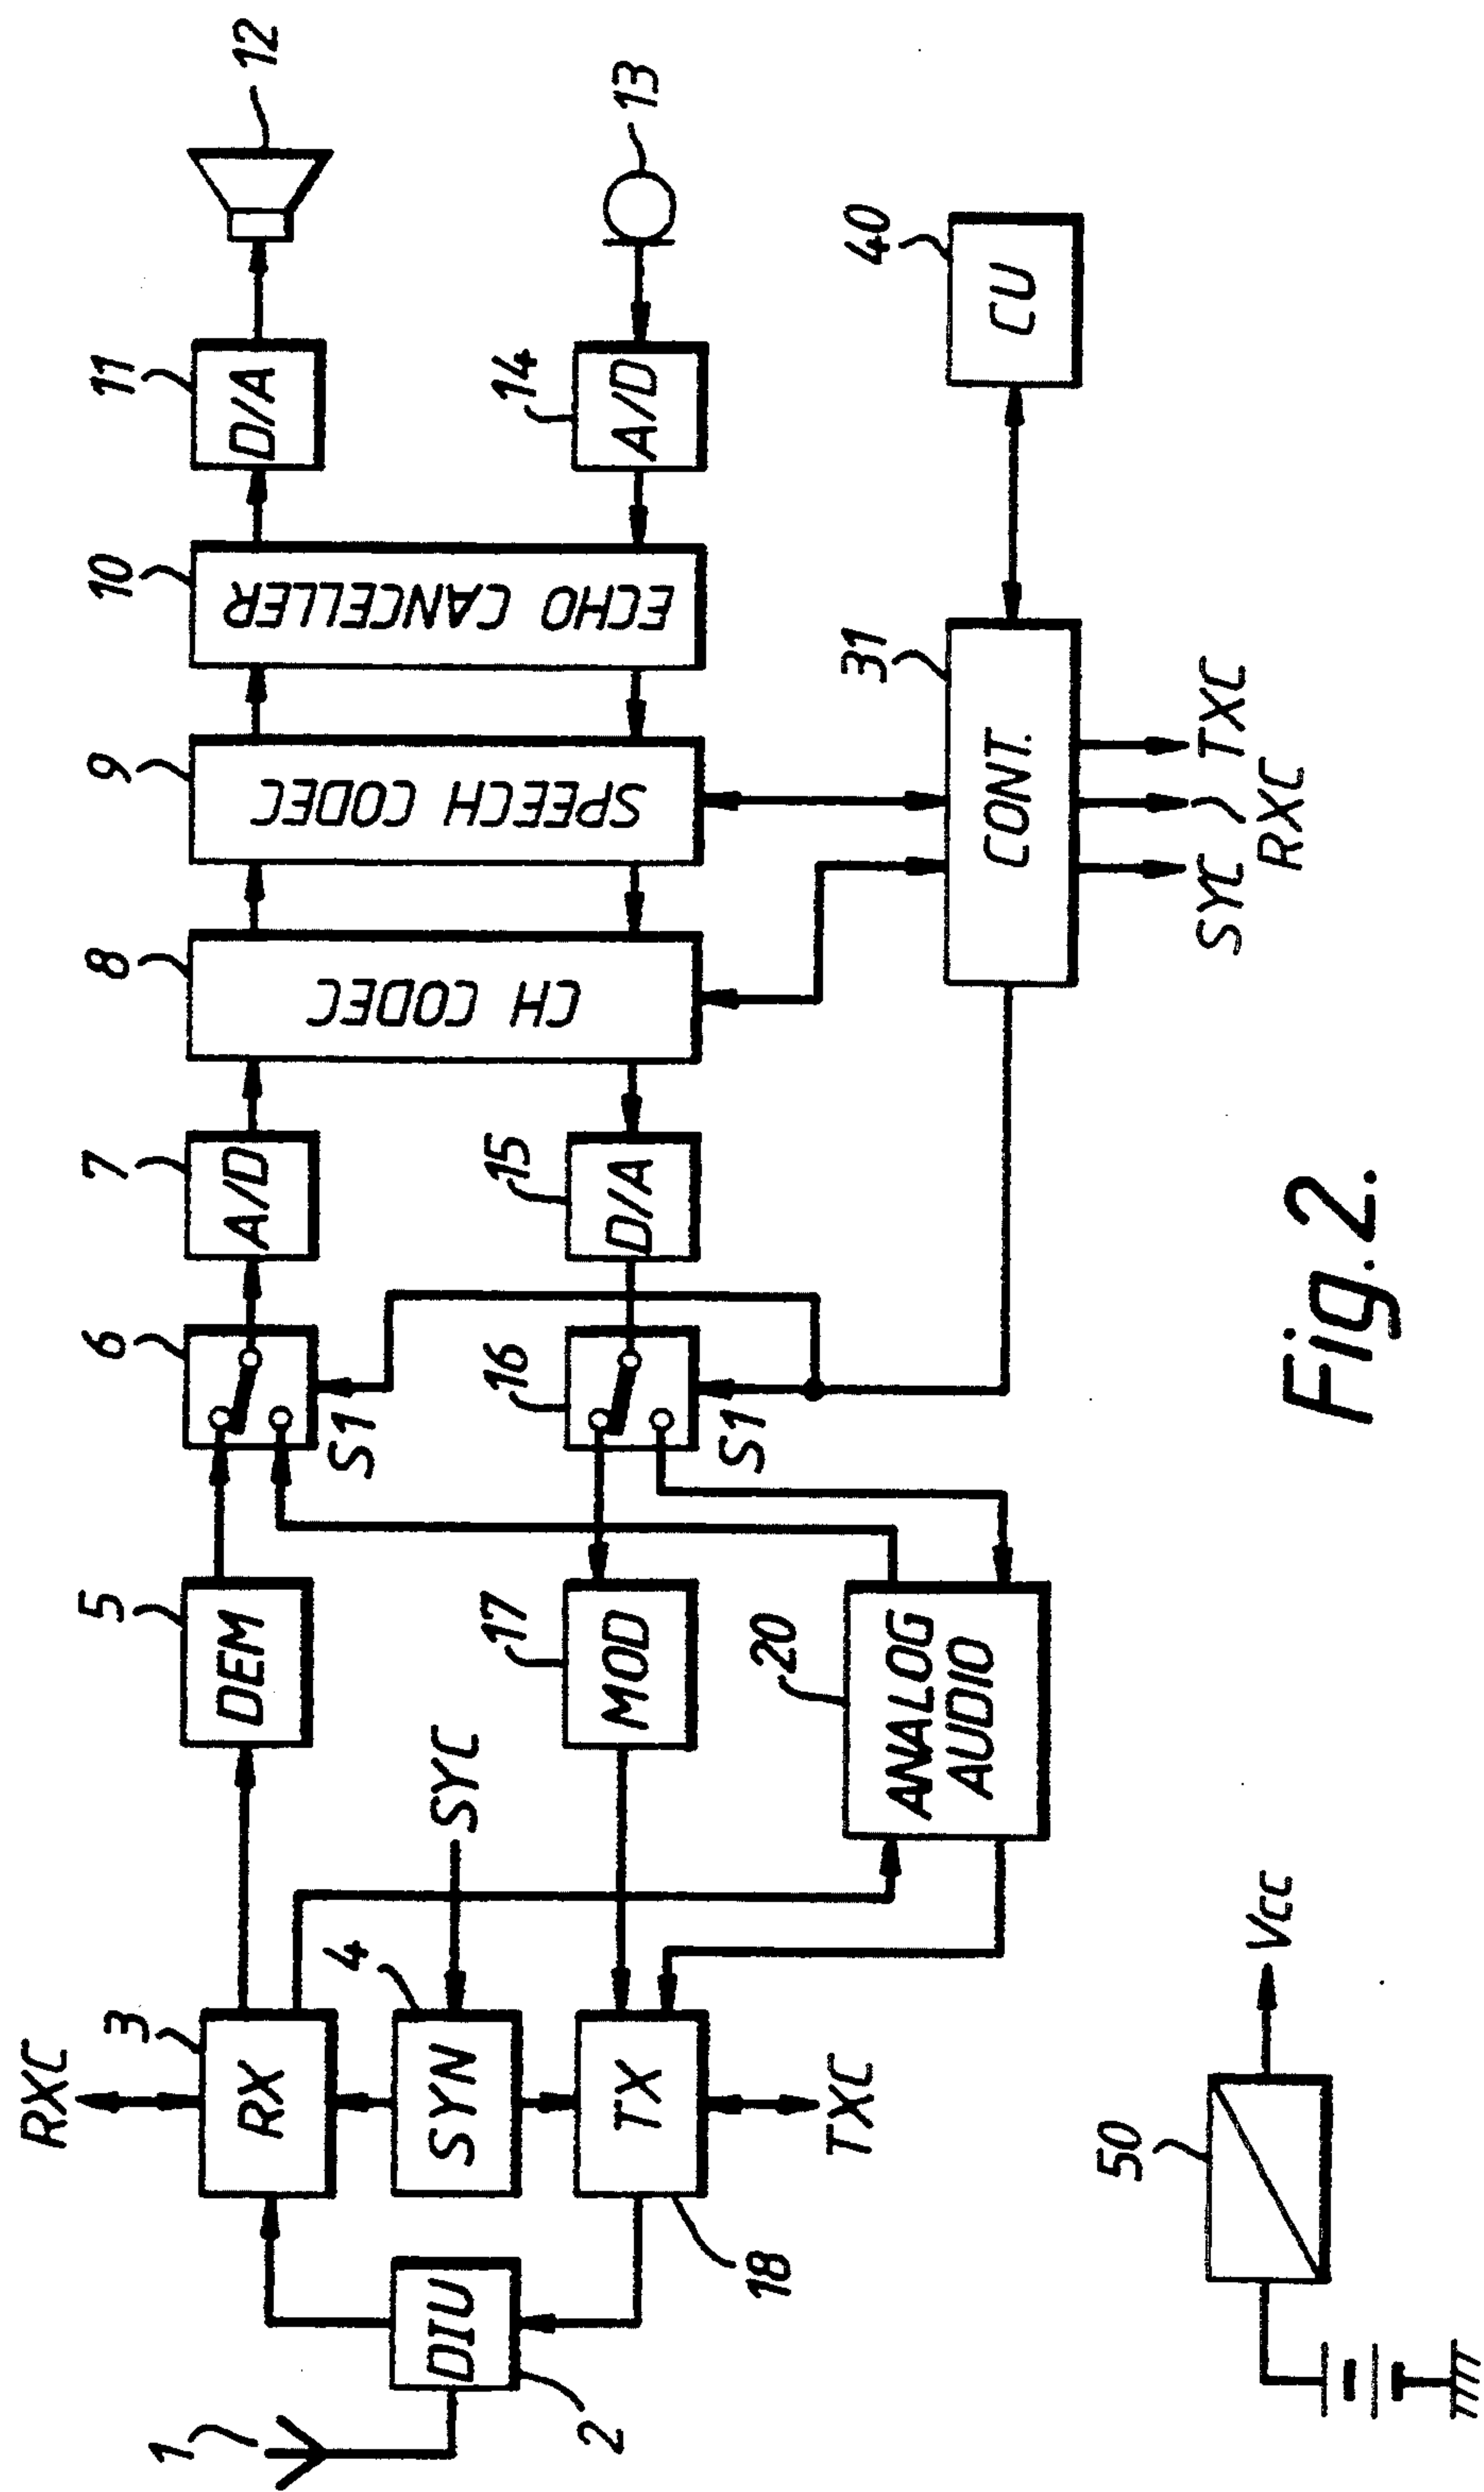 12
11
D/A
10
ECHO CANCELLER
9
SPEECH CODEC
8
CH CODEC
7
A/D
6
S1
5
DEM
RXC
3
RX
13
14
A/D
15
D/A
16
S1
17
MOD
SYC
4
SYN
TX
18
TXC
DIU
2
1
40
CU
31
CONT.
SYC
RXC
TXC
20
ANALOG
AUDIO
50
Vcc
Fig. 2.